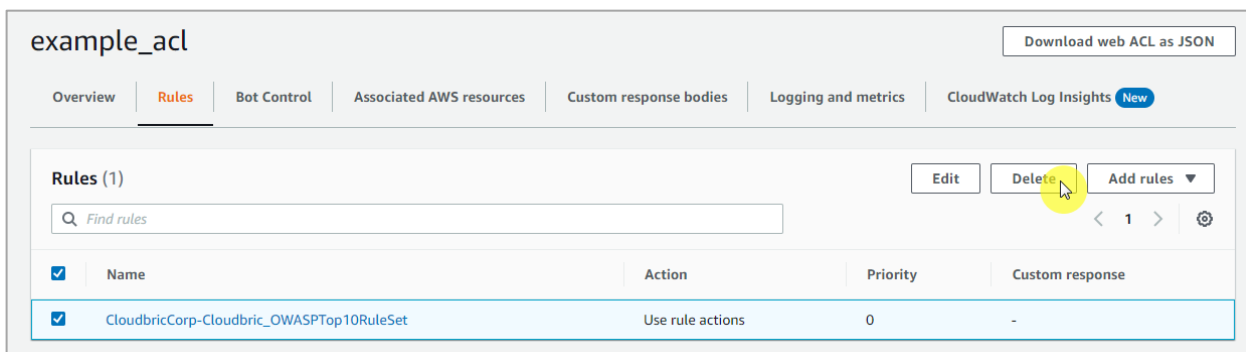 example_acl
Download web ACL as JSON
Overview Rules Bot Control Associated AWS resources Custom response bodies Logging and metrics CloudWatch Log Insights New
Rules (1)
Edit Delete Add rules ▼
Find rules
< 1 >
Name Action Priority Custom response
CloudbricCorp-Cloudbric_OWASPTop10RuleSet Use rule actions 0 -